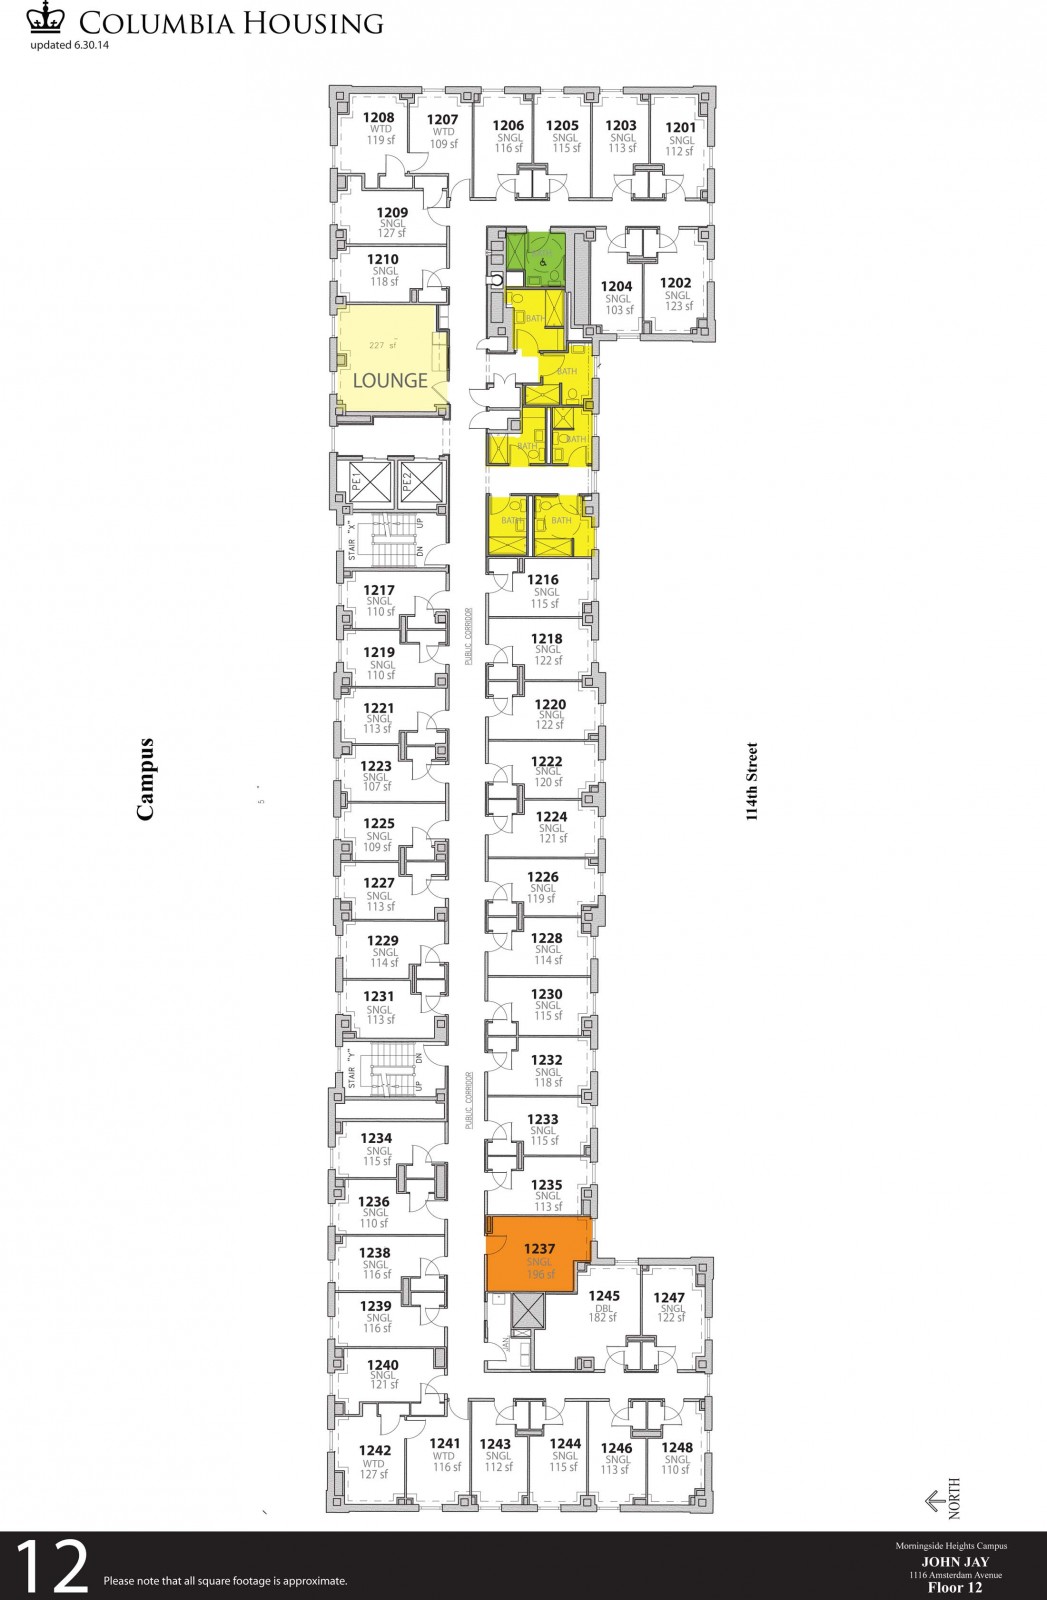 COLUMBIA HOUSING
updated 6.30.14
1208
WTD
119 sf
1207
WTD
109 sf
1206
SNGL
116 sf
1205
SNGL
115 sf
1203
SNGL
113 sf
1201
SNGL
112 sf
1209
SNGL
127 sf
1210
SNGL
118 sf
1204
SNGL
103 sf
1202
SNGL
123 sf
227 sf
LOUNGE
BATH
BATH
BATH
BATH
BATH
BATH
PE1
PE2
STAIR "X"
UP
DN
1217
SNGL
110 sf
1216
SNGL
115 sf
PUBLIC CORRIDOR
1219
SNGL
110 sf
1218
SNGL
122 sf
1221
SNGL
113 sf
1220
SNGL
122 sf
1223
SNGL
107 sf
1222
SNGL
120 sf
Campus
114th Street
5
1225
SNGL
109 sf
1224
SNGL
121 sf
1227
SNGL
113 sf
1226
SNGL
119 sf
1229
SNGL
114 sf
1228
SNGL
114 sf
1231
SNGL
113 sf
1230
SNGL
115 sf
STAIR "Y"
DN
UP
1232
SNGL
118 sf
PUBLIC CORRIDOR
1234
SNGL
115 sf
1233
SNGL
115 sf
1236
SNGL
110 sf
1235
SNGL
113 sf
1238
SNGL
116 sf
1237
SNGL
196 sf
1239
SNGL
116 sf
1245
DBL
182 sf
1247
SNGL
122 sf
JAN
1240
SNGL
121 sf
1242
WTD
127 sf
1241
WTD
116 sf
1243
SNGL
112 sf
1244
SNGL
115 sf
1246
SNGL
113 sf
1248
SNGL
110 sf
NORTH
12
Please note that all square footage is approximate.
Morningside Heights Campus
JOHN JAY
1116 Amsterdam Avenue
Floor 12